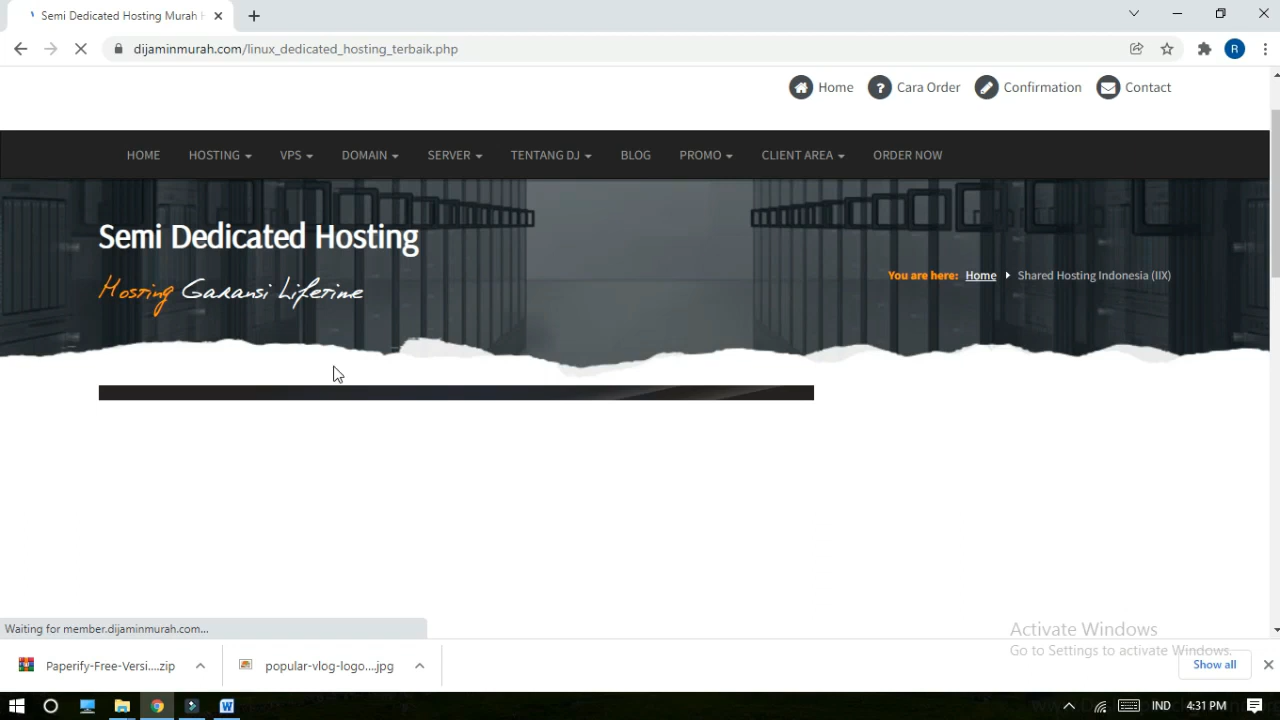 Semi Dedicated Hosting Murah H
dijaminmurah.com/linux_dedicated_hosting_terbaik.php
R
Home
Cara Order
Confirmation
Contact
HOME
HOSTING
VPS
DOMAIN
SERVER
TENTANG DJ
BLOG
PROMO
CLIENT AREA
ORDER NOW
Semi Dedicated Hosting
Hosting Garansi Lifetime
You are here: Home Shared Hosting Indonesia (IIX)
Waiting for member.dijaminmurah.com...
Activate Windows
Go to Settings to activate Windows.
Paperify-Free-Versi....zip
popular-vlog-logo....jpg
Show all
IND
4:31 PM